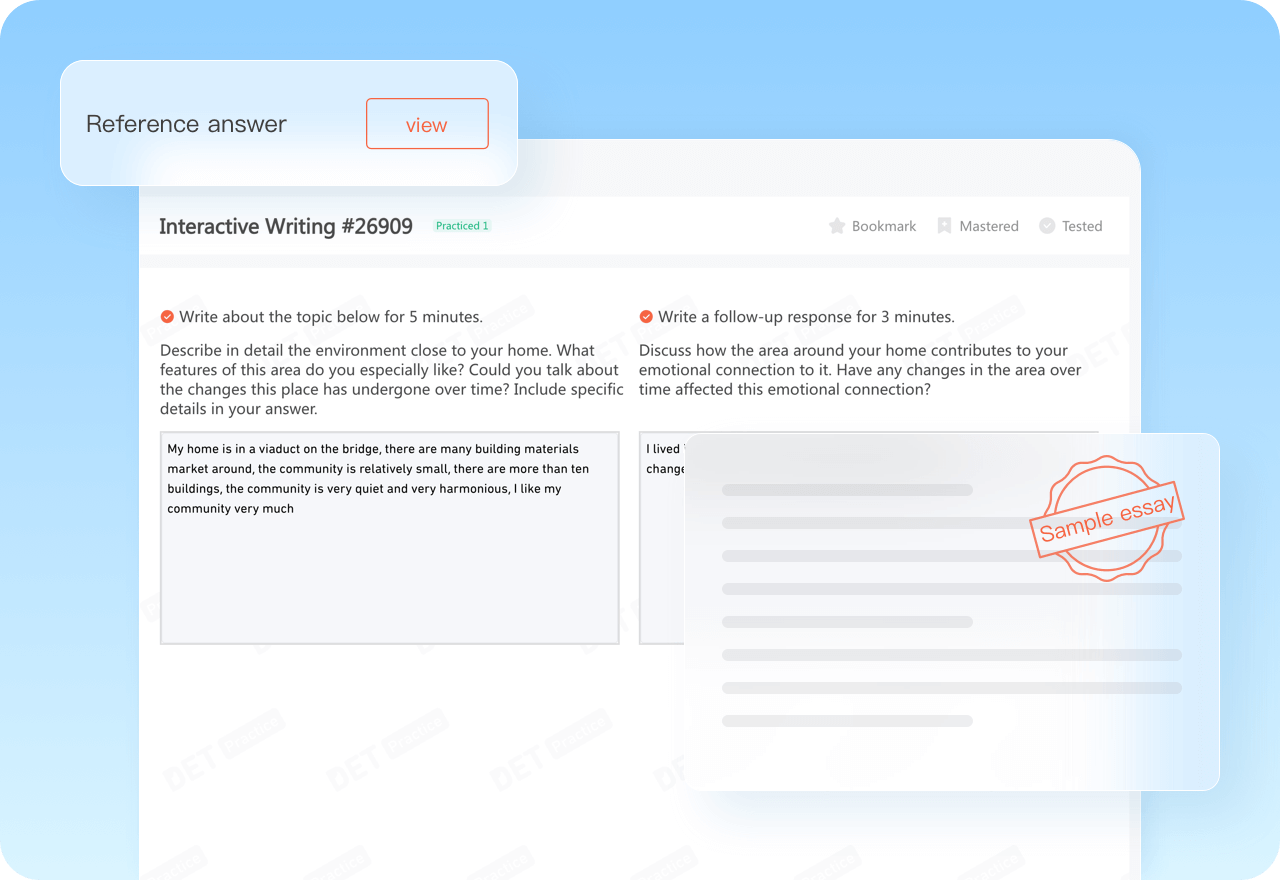 Reference answer
view
Interactive Writing #26909
Practiced 1
Bookmark
Mastered
Tested
Write about the topic below for 5 minutes.
Describe in detail the environment close to your home. What
features of this area do you especially like? Could you talk about
the changes this place has undergone over time? Include specific
details in your answer.
My home is in a viaduct on the bridge, there are many building materials
market around, the community is relatively small, there are more than ten
buildings, the community is very quiet and very harmonious, I like my
community very much
Write a follow-up response for 3 minutes.
Discuss how the area around your home contributes to your
emotional connection to it. Have any changes in the area over
time affected this emotional connection?
I lived
change
Sample essay
DET Practice
DET Practice
DET Practice